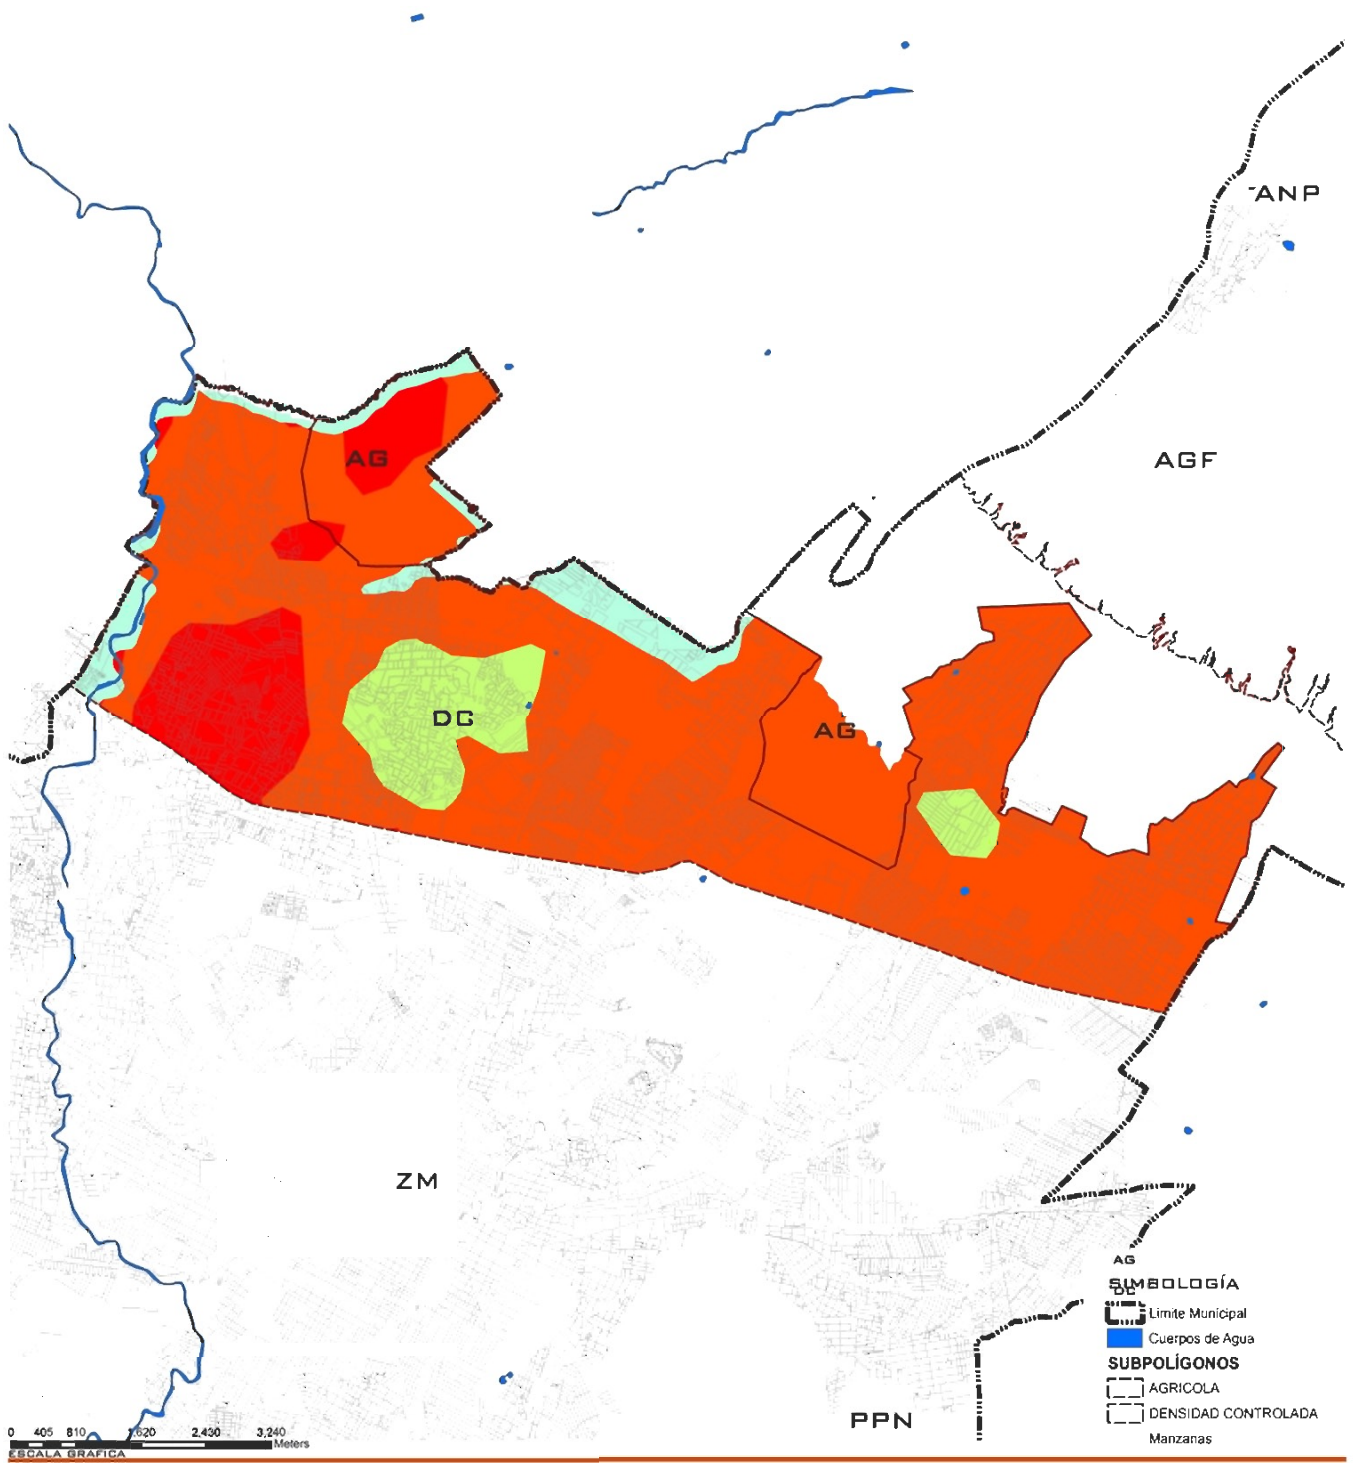 ANP
AGF
AG
DC
AG
ZM
AG
DC
SIMBOLOGÍA
Limite Municipal
Cuerpos de Agua
SUBPOLÍGONOS
AGRICOLA
DENSIDAD CONTROLADA
Manzanas
PPN
0 405 810 1,620 2,430 3,240
Meters
ESCALA GRAFICA